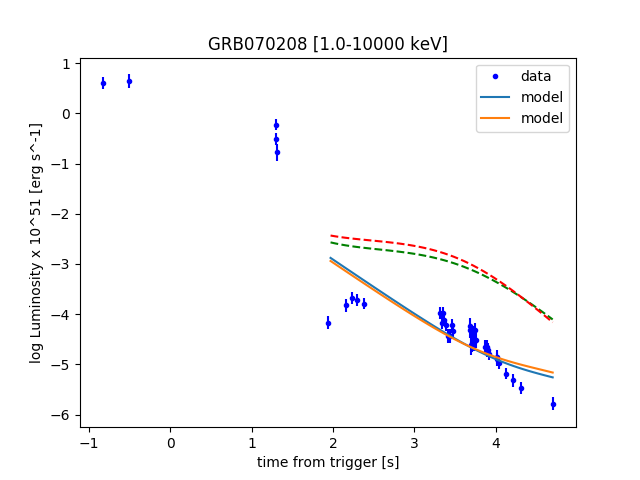 GRB070208 [1.0-10000 keV]
log Luminosity x 10^51 [erg s^-1]
1
0
−1
−2
−3
−4
−5
−6
data
model
model
−1
0
1
2
3
4
time from trigger [s]